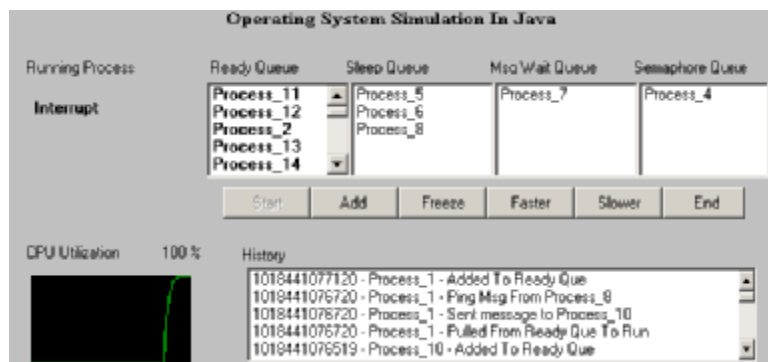 Operating System Simulation In Java
Running Process
Ready Queue
Sleep Queue
Msg Wait Queue
Semaphore Queue
Interrupt
Process_11
Process_12
Process_2
Process_13
Process_14
Process_5
Process_6
Process_8
Process_7
Process_4
Start
Add
Freeze
Faster
Slower
End
CPU Utilization
100 %
History
1018441077120 - Process_1 - Added To Ready Que
1018441076720 - Process_1 - Ping Msg From Process_8
1018441076720 - Process_1 - Sent message to Process_10
1018441076720 - Process_1 - Pulled From Ready Que To Run
1018441076519 - Process_10 - Added To Ready Que